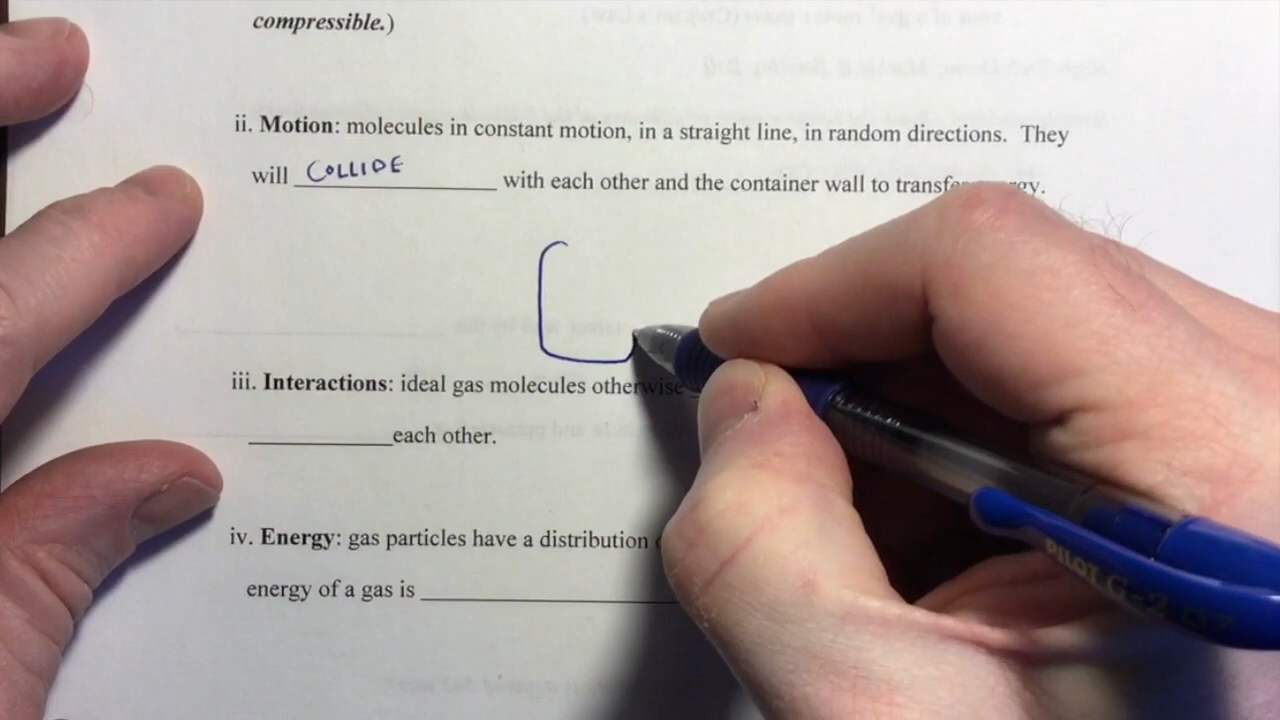 compressible.)
ii. Motion: molecules in constant motion, in a straight line, in random directions. They
will COLLIDE with each other and the container wall to transfer energy.
iii. Interactions: ideal gas molecules otherwise
each other.
iv. Energy: gas particles have a distribution
energy of a gas is
PILOT G-2 07